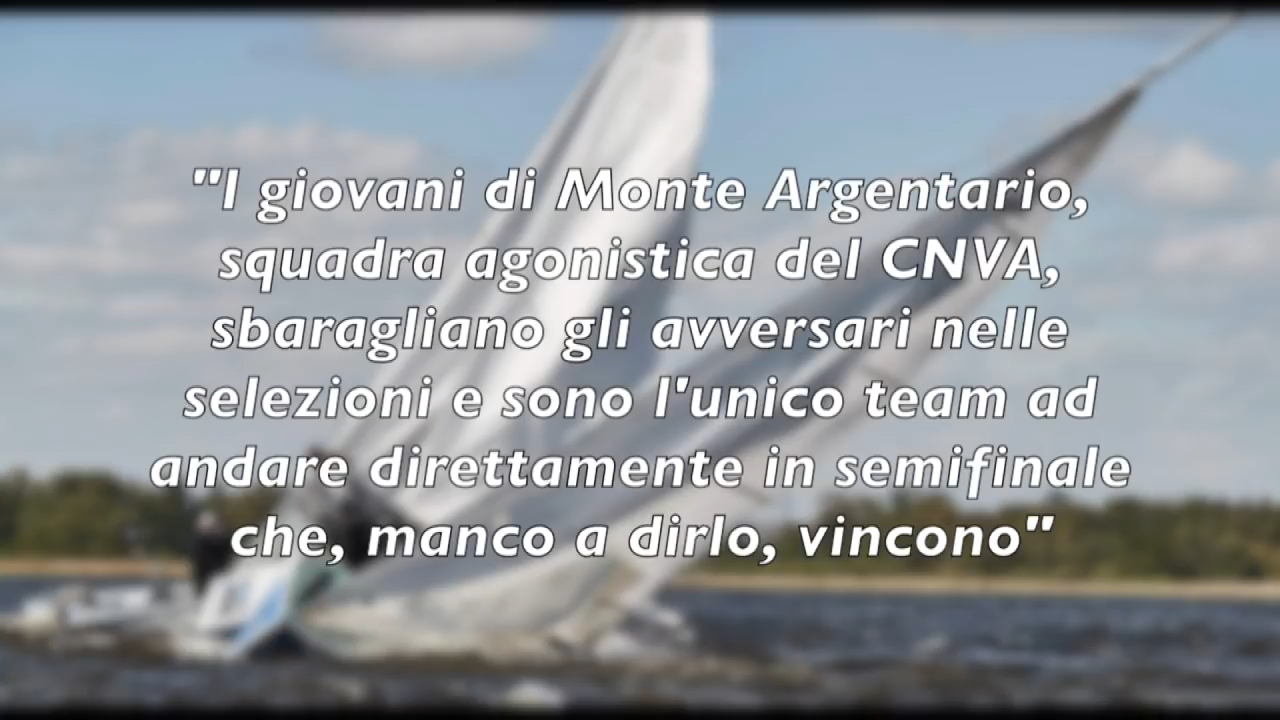 "I giovani di Monte Argentario,
squadra agonistica del CNVA,
sbaragliano gli avversari nelle
selezioni e sono l'unico team ad
andare direttamente in semifinale
che, manco a dirlo, vincono"